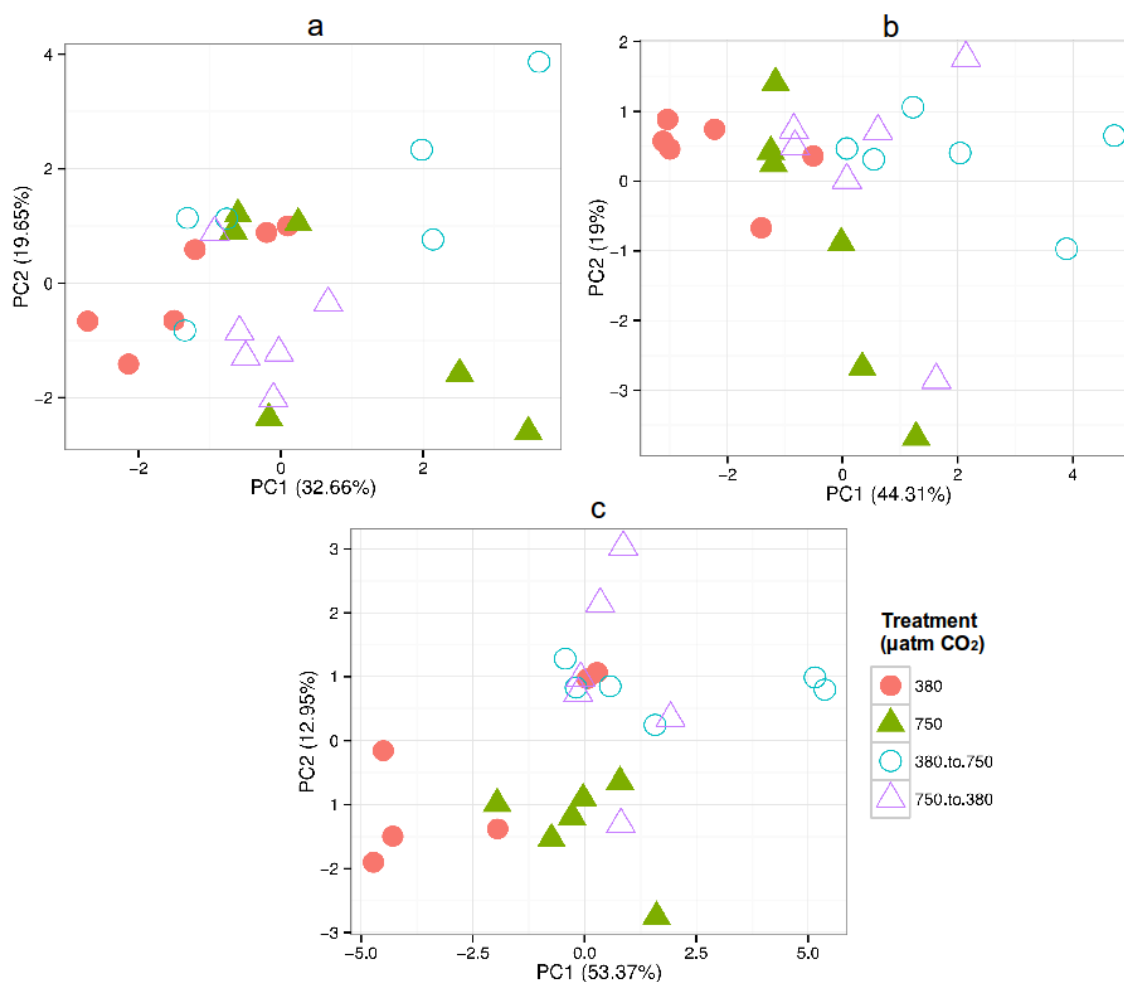 a
4
2
0
−2
PC2 (19.65%)
−2
0
2
PC1 (32.66%)
b
2
1
0
−1
−2
−3
PC2 (19%)
−2
0
2
4
PC1 (44.31%)
c
3
2
1
0
1
−2
−3
PC2 (12.95%)
−5.0
−2.5
0.0
2.5
5.0
PC1 (53.37%)
Treatment
(µatm CO₂)
380
750
380.to.750
750.to.380